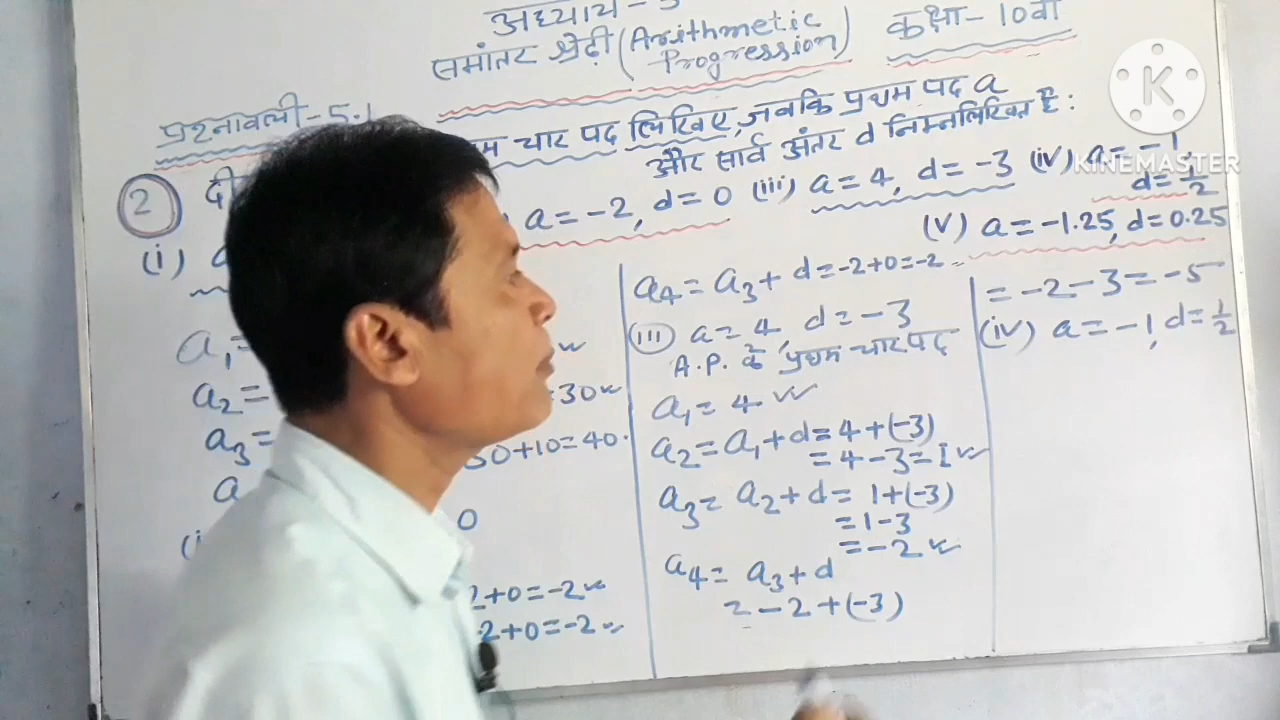 अध्याय-5
समांतर श्रेढ़ी (Arithmetic Progression) कक्षा-10वी
प्रश्नावली-5.1
2 चार पद लिखिए, जबकि प्रथम पद a
और सार्व अंतर d निम्नलिखित है:
(i) a = -2, d = 0 (iii) a = 4, d = -3 (iv) a = -1, d = 1/2
(v) a = -1.25, d = 0.25
a1 =
a2 = 30
a3 = 30+10=40
a
0
2+0=-2
-2+0=-2
a4 = a3 + d = -2+0=-2
(iii) a = 4, d = -3
A.P. के प्रथम चार पद
a1 = 4
a2 = a1 + d = 4 + (-3)
= 4-3=1
a3 = a2 + d = 1+(-3)
= 1-3
= -2
a4 = a3 + d
= -2 + (-3)
= -2-3 = -5
(iv) a = -1, d = 1/2
KINEMASTER